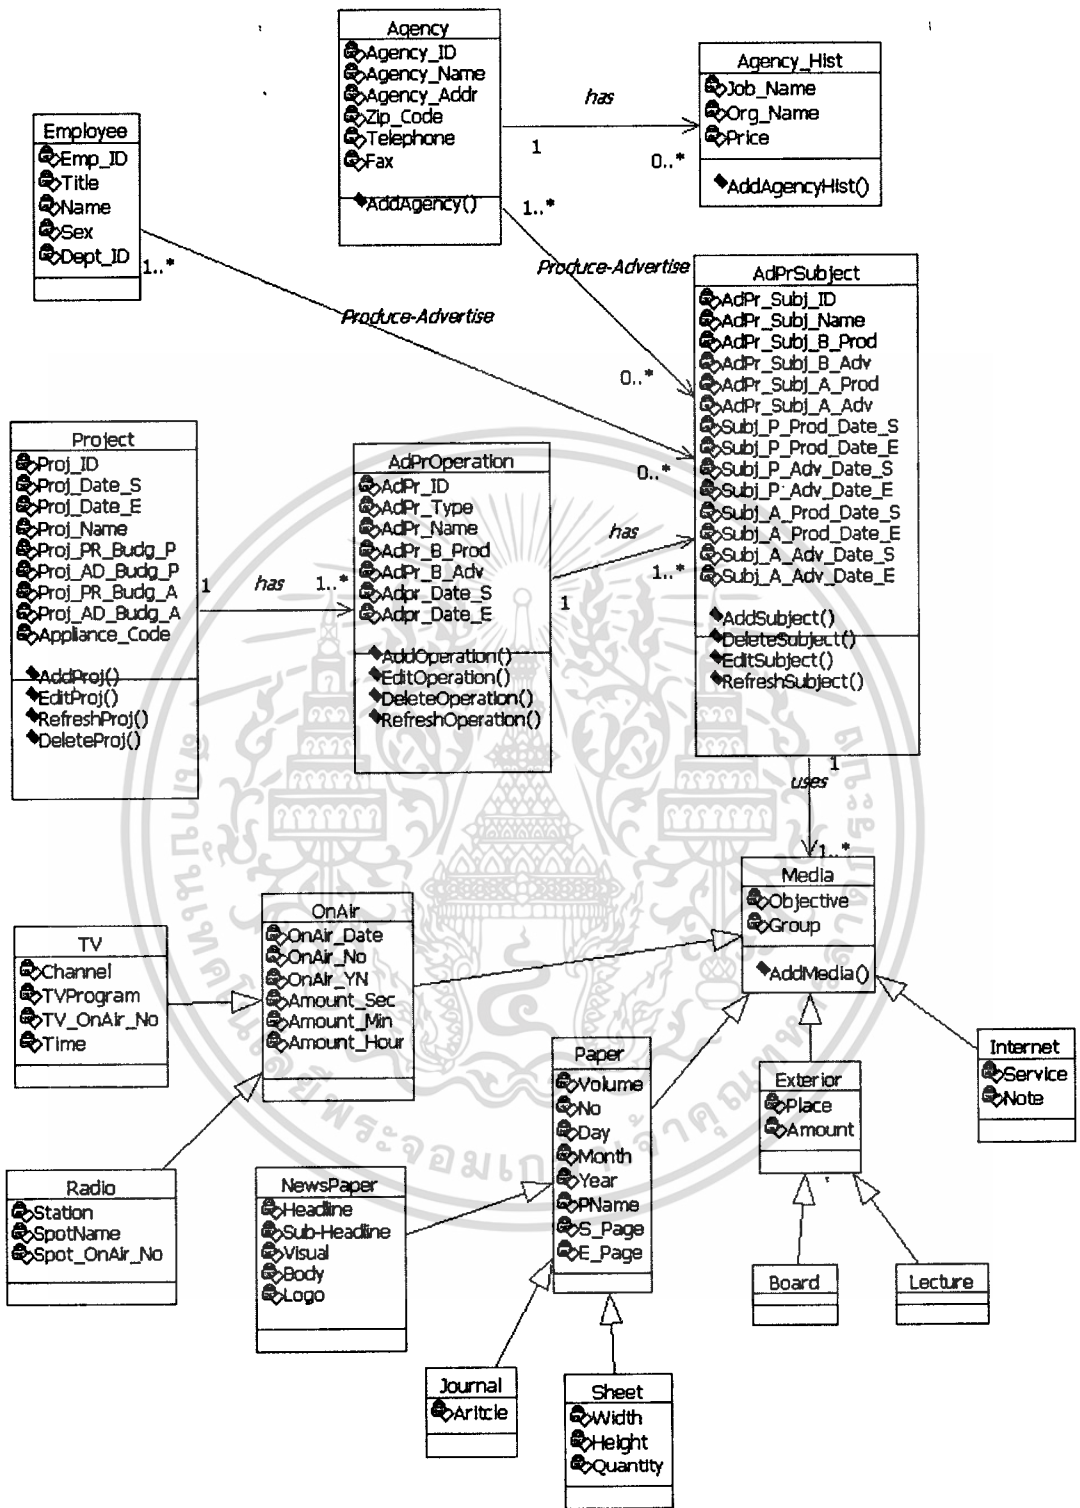 Agency
Agency_ID
Agency_Name
Agency_Addr
Zip_Code
Telephone
Fax
AddAgency()
has
1
0..*
Agency_Hist
Job_Name
Org_Name
Price
AddAgencyHist()
Employee
Emp_ID
Title
Name
Sex
Dept_ID
1..*
1..*
Produce-Advertise
Produce-Advertise
0..*
0..*
AdPrSubject
AdPr_Subj_ID
AdPr_Subj_Name
AdPr_Subj_B_Prod
AdPr_Subj_B_Adv
AdPr_Subj_A_Prod
AdPr_Subj_A_Adv
Subj_P_Prod_Date_S
Subj_P_Prod_Date_E
Subj_P_Adv_Date_S
Subj_P_Adv_Date_E
Subj_A_Prod_Date_S
Subj_A_Prod_Date_E
Subj_A_Adv_Date_S
Subj_A_Adv_Date_E
AddSubject()
DeleteSubject()
EditSubject()
RefreshSubject()
Project
Proj_ID
Proj_Date_S
Proj_Date_E
Proj_Name
Proj_PR_Budg_P
Proj_AD_Budg_P
Proj_PR_Budg_A
Proj_AD_Budg_A
Appliance_Code
AddProj()
EditProj()
RefreshProj()
DeleteProj()
1
has
1..*
AdPrOperation
AdPr_ID
AdPr_Type
AdPr_Name
AdPr_B_Prod
AdPr_B_Adv
Adpr_Date_S
Adpr_Date_E
AddOperation()
EditOperation()
DeleteOperation()
RefreshOperation()
has
1
1..*
1
uses
1..*
Media
Objective
Group
AddMedia()
TV
Channel
TVProgram
TV_OnAir_No
Time
OnAir
OnAir_Date
OnAir_No
OnAir_YN
Amount_Sec
Amount_Min
Amount_Hour
Paper
Volume
No
Day
Month
Year
PName
S_Page
E_Page
Exterior
Place
Amount
Internet
Service
Note
Radio
Station
SpotName
Spot_OnAir_No
NewsPaper
Headline
Sub-Headline
Visual
Body
Logo
Board
Lecture
Journal
Aritcle
Sheet
Width
Height
Quantity